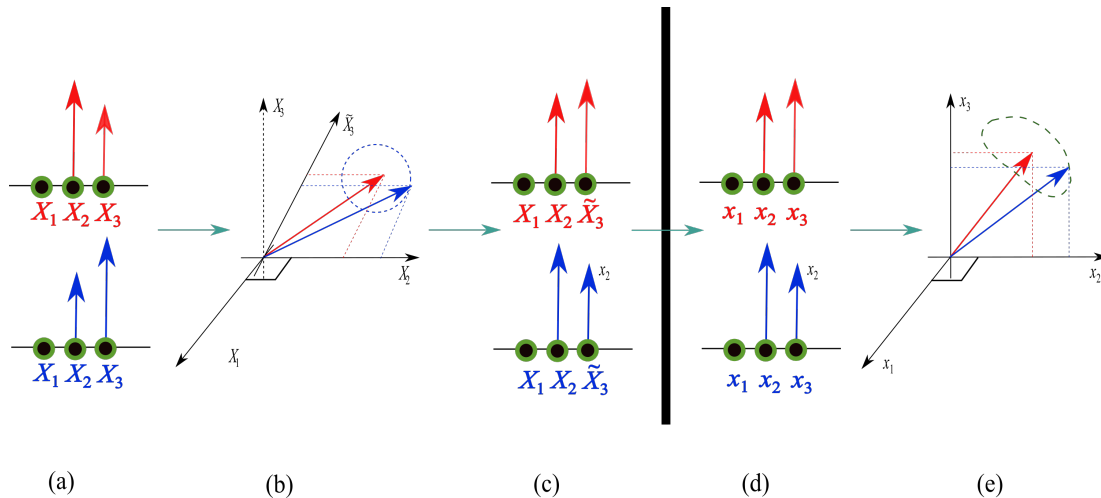 X₁ X₂ X₃
X₁ X₂ X₃
(a)
X₃
X̃₃
X₂
X₁
(b)
X₁ X₂ X̃₃
x₂
X₁ X₂ X̃₃
(c)
x₁ x₂ x₃
x₂
x₁ x₂ x₃
(d)
x₃
x₂
x₁
(e)